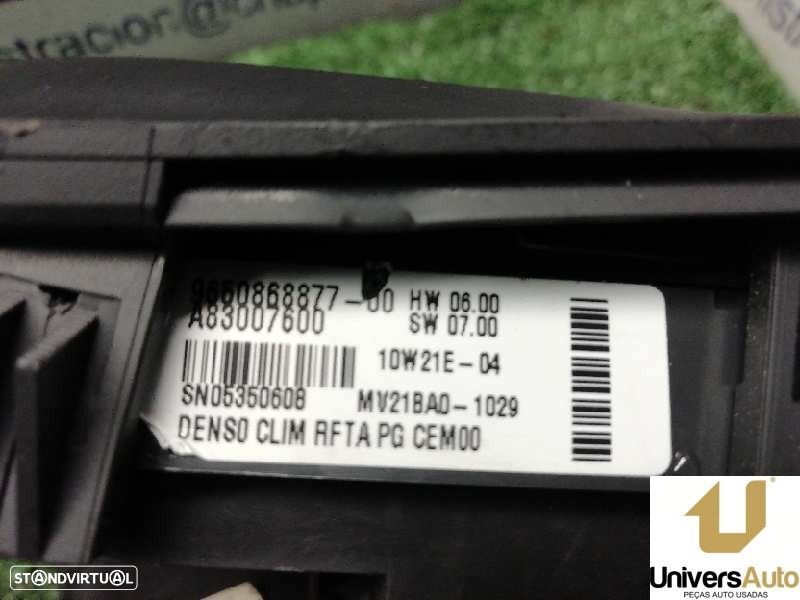 9660868877-00 HW 06.00
A83007600 SW 07.00
10W21E-04
SN05350608 MV21BA0-1029
DENSO CLIM RFTA PG CEM00
UniversAuto
PEÇAS AUTO USADAS
STANDVIRTUAL